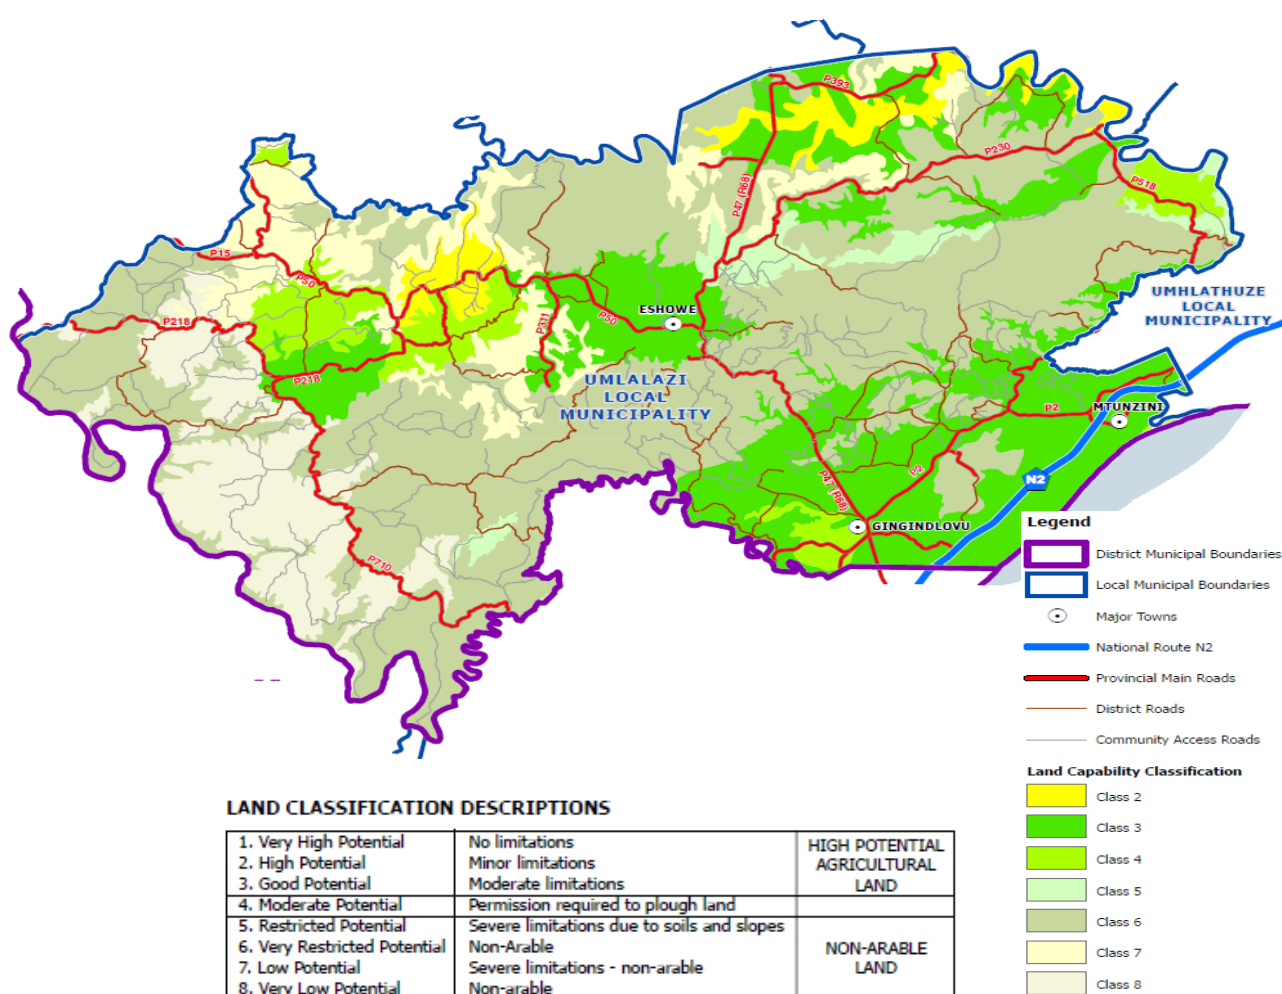 P393
P230
P47 (R68)
P518
P15
P50
UMHLATHUZE
LOCAL
MUNICIPALITY
ESHOWE
P218
P311
P50
P218
UMLALAZI
LOCAL
MUNICIPALITY
P2
MTUNZINI
P2
P47 (R68)
N2
GINGINDLOVU
P710
Legend
District Municipal Boundaries
Local Municipal Boundaries
Major Towns
National Route N2
Provincial Main Roads
District Roads
Community Access Roads
Land Capability Classification
Class 2
Class 3
Class 4
Class 5
Class 6
Class 7
Class 8
LAND CLASSIFICATION DESCRIPTIONS
1. Very High Potential No limitations HIGH POTENTIAL
2. High Potential Minor limitations AGRICULTURAL
3. Good Potential Moderate limitations LAND
4. Moderate Potential Permission required to plough land
5. Restricted Potential Severe limitations due to soils and slopes
6. Very Restricted Potential Non-Arable NON-ARABLE
7. Low Potential Severe limitations - non-arable LAND
8. Very Low Potential Non-arable